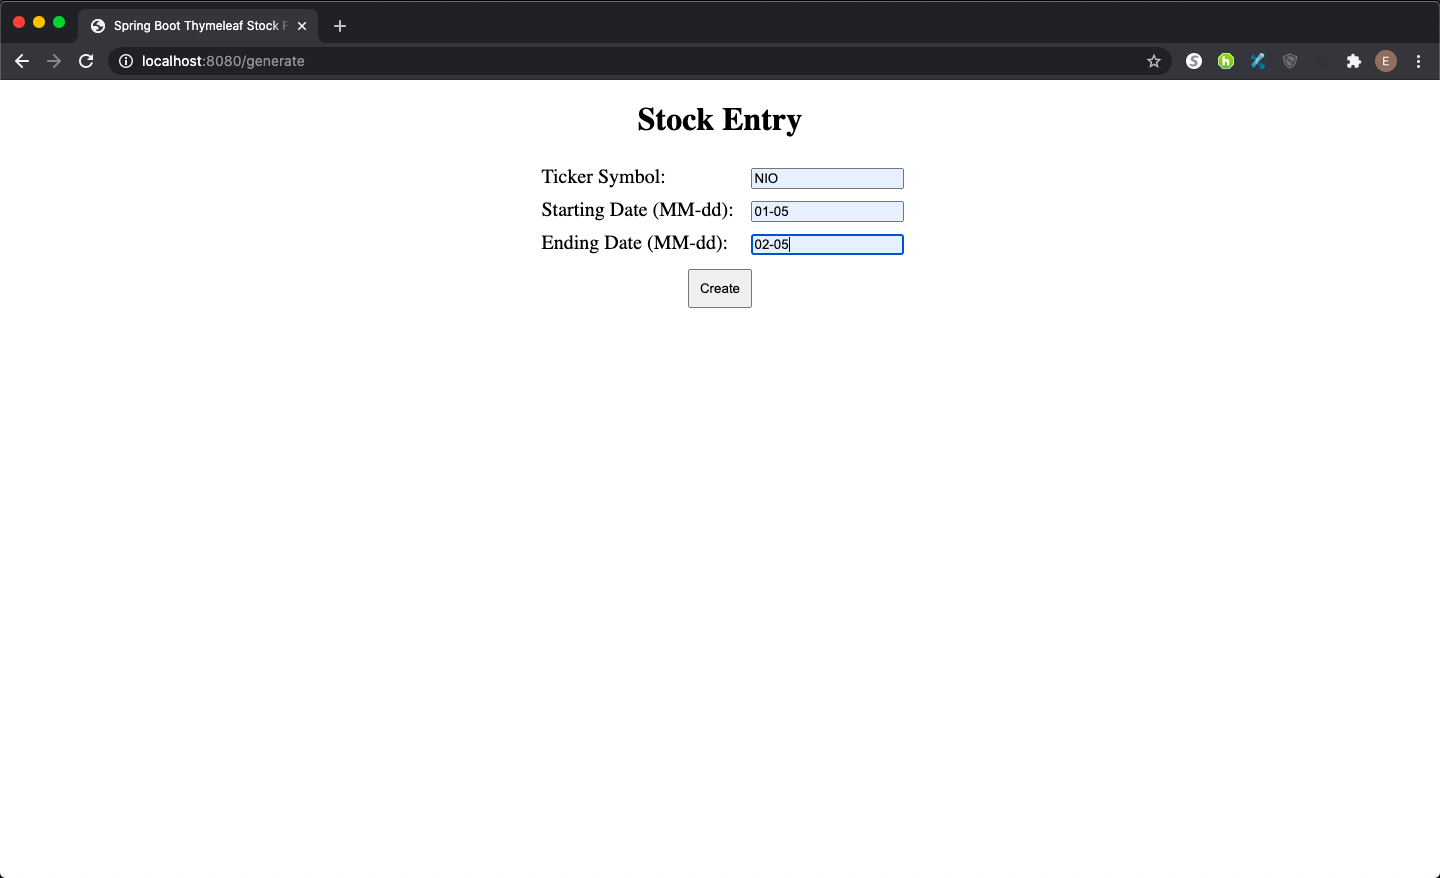 Spring Boot Thymeleaf Stock
localhost:8080/generate
E
Stock Entry
Ticker Symbol: NIO
Starting Date (MM-dd): 01-05
Ending Date (MM-dd): 02-05
Create